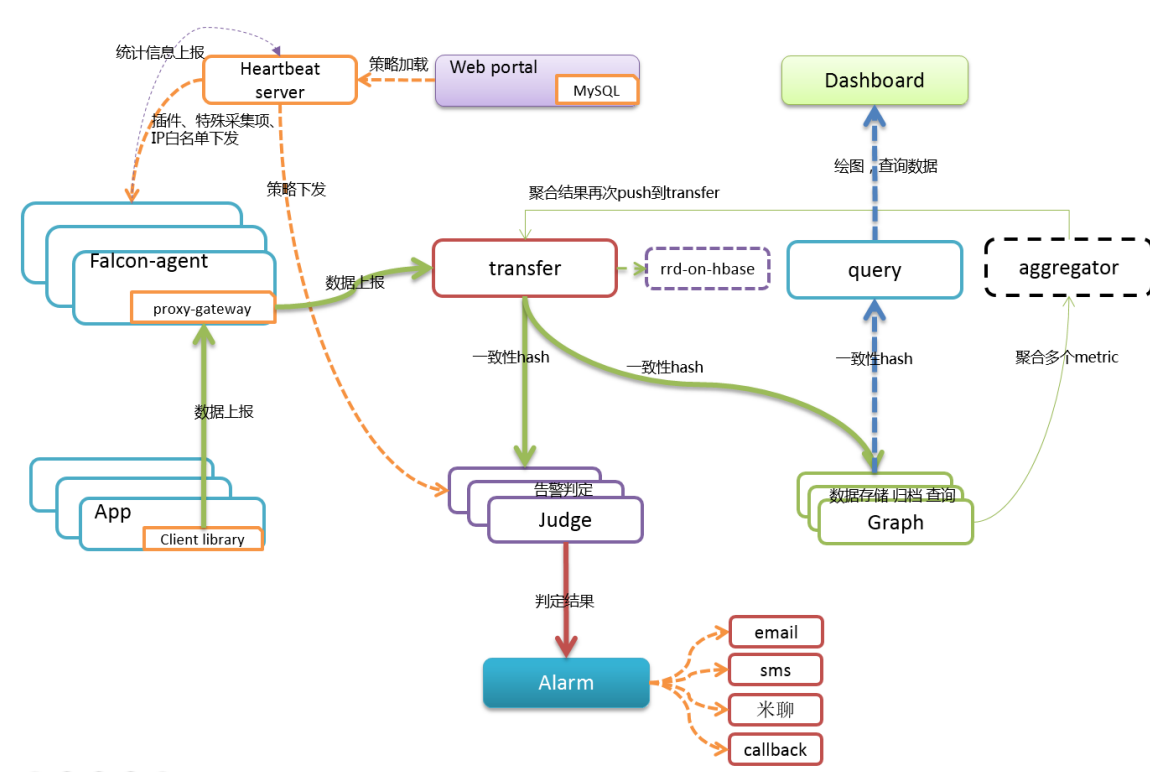 统计信息上报
Heartbeat
server
策略加载
Web portal
MySQL
Dashboard
插件、特殊采集项、
IP白名单下发
策略下发
绘图，查询数据
聚合结果再次push到transfer
Falcon-agent
proxy-gateway
数据上报
transfer
rrd-on-hbase
query
aggregator
一致性hash
一致性hash
一致性hash
聚合多个metric
数据上报
App
Client library
告警判定
Judge
数据存储 归档 查询
Graph
判定结果
Alarm
email
sms
米聊
callback